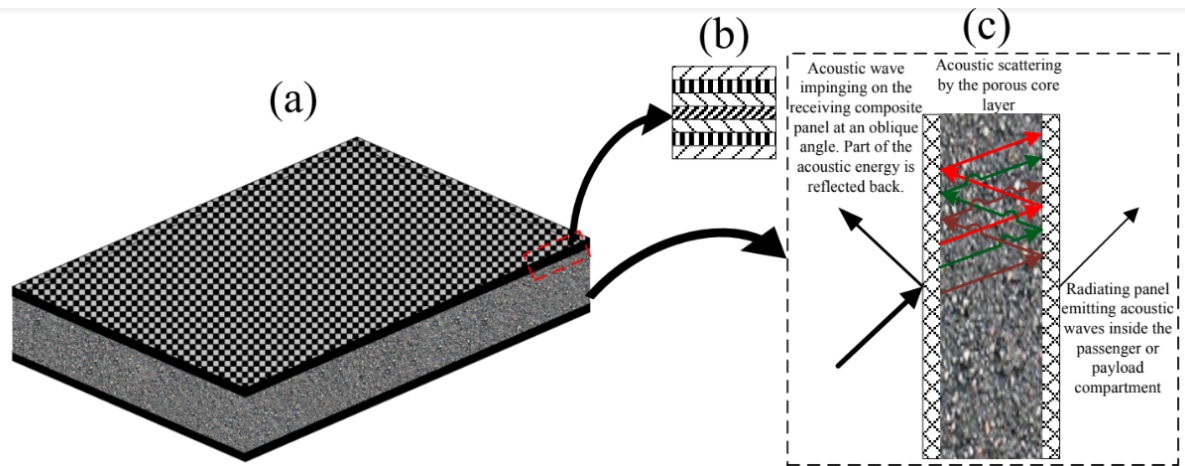 (a)
(b)
(c)
Acoustic wave
impinging on the
receiving composite
panel at an oblique
angle. Part of the
acoustic energy is
reflected back.
Acoustic scattering
by the porous core
layer
Radiating panel
emitting acoustic
waves inside the
passenger or
payload
compartment